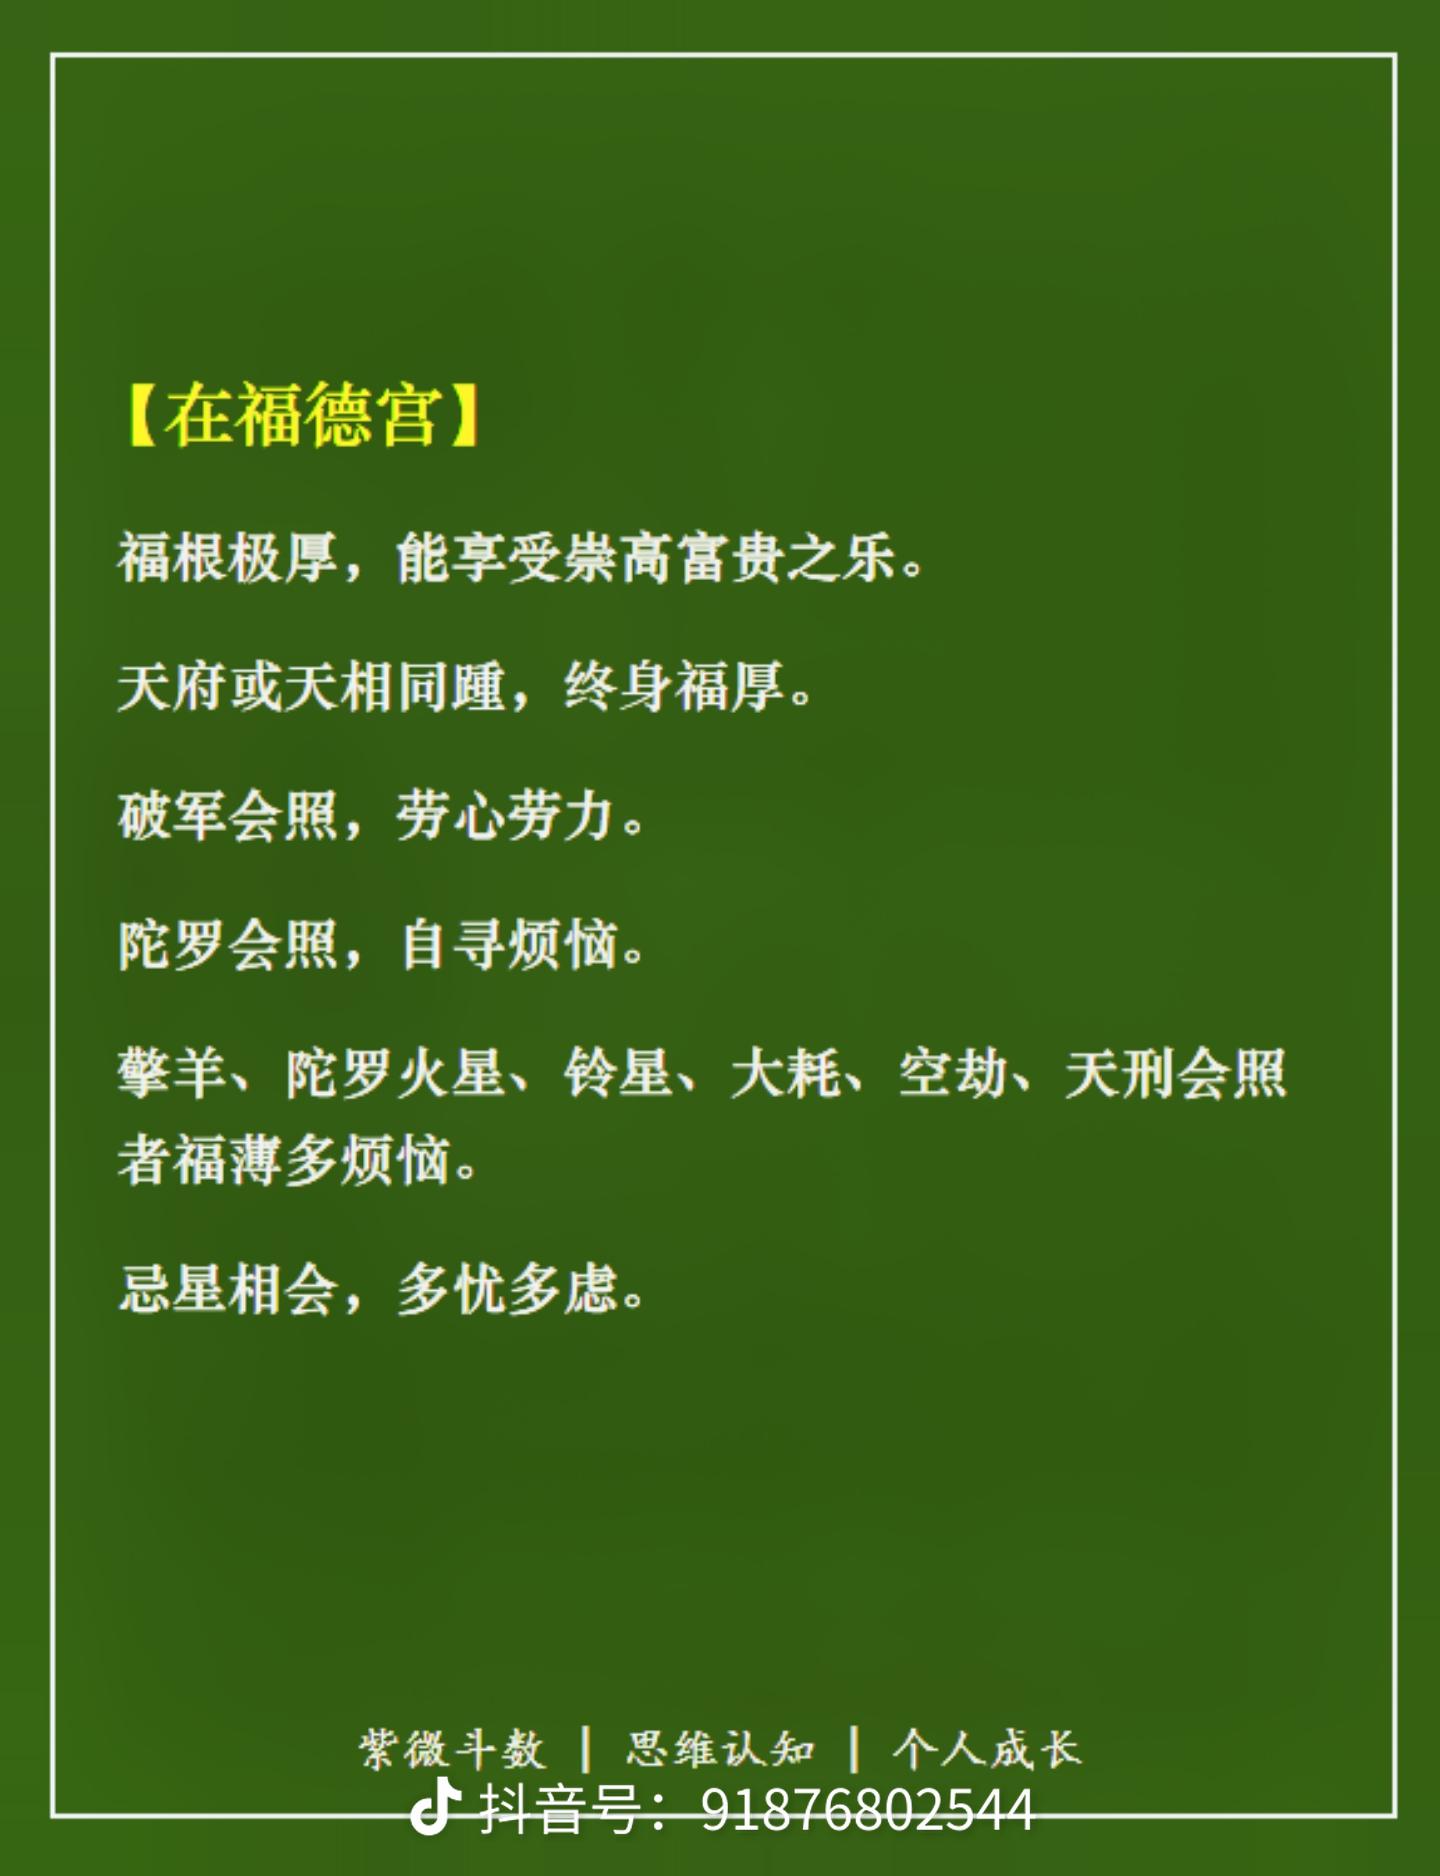 【在福德宫】
福根极厚，能享受崇高富贵之乐。
天府或天相同踵，终身福厚。
破军会照，劳心劳力。
陀罗会照，自寻烦恼。
擎羊、陀罗火星、铃星、大耗、空劫、天刑会照
者福薄多烦恼。
忌星相会，多忧多虑。
紫微斗数 | 思维认知 | 个人成长
抖音号：91876802544